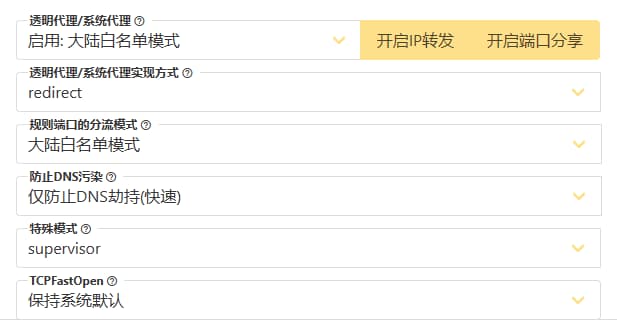 透明代理/系统代理
启用: 大陆白名单模式
开启IP转发
开启端口分享
透明代理/系统代理实现方式
redirect
规则端口的分流模式
大陆白名单模式
防止DNS污染
仅防止DNS劫持(快速)
特殊模式
supervisor
TCPFastOpen
保持系统默认